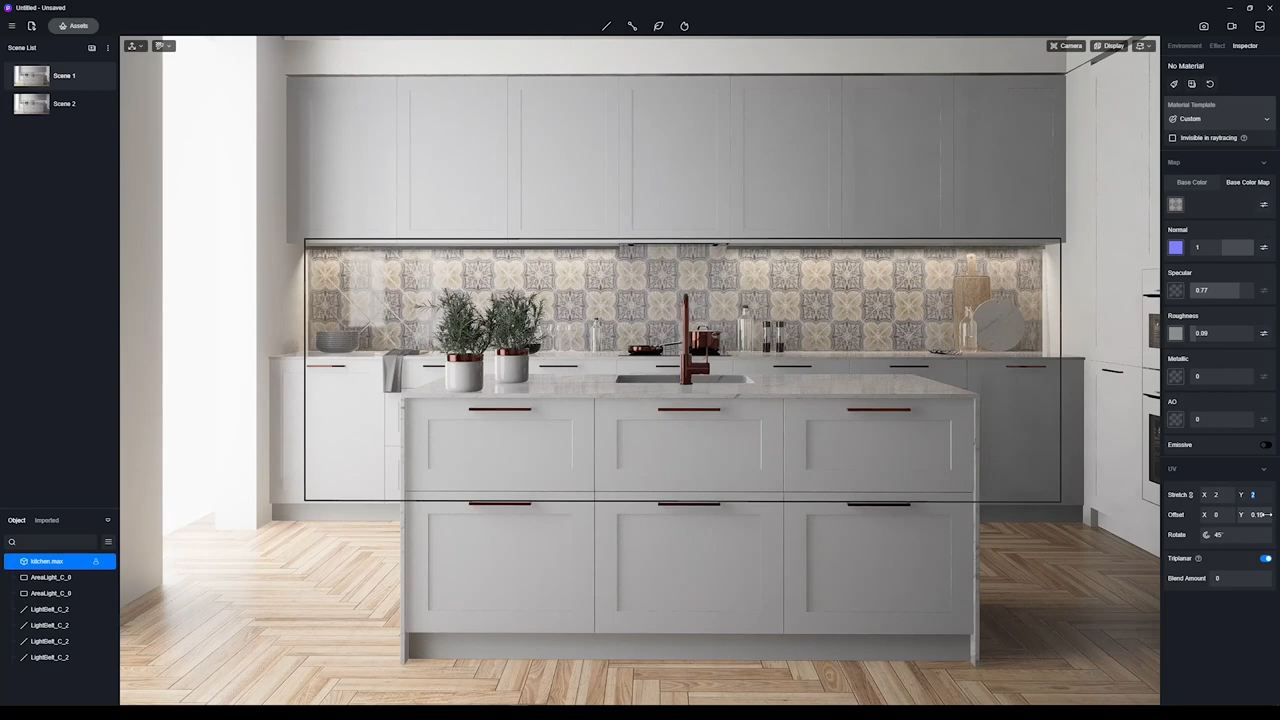 Untitled - Unsaved
Assets
Scene List
Scene 1
Scene 2
Object Imported
kitchen.max
AreaLight_C_0
AreaLight_C_0
LightBelt_C_2
LightBelt_C_2
LightBelt_C_2
LightBelt_C_2
Camera Display
Environment Effect Inspector
No Material
Material Template
Custom
Invisible in raytracing
Map
Base Color Base Color Map
Normal
1
Specular
0.77
Roughness
0.09
Metallic
0
AO
0
Emissive
UV
Stretch X 2 Y 2
Offset X 0 Y
Rotate 45°
Triplanar
Blend Amount 0